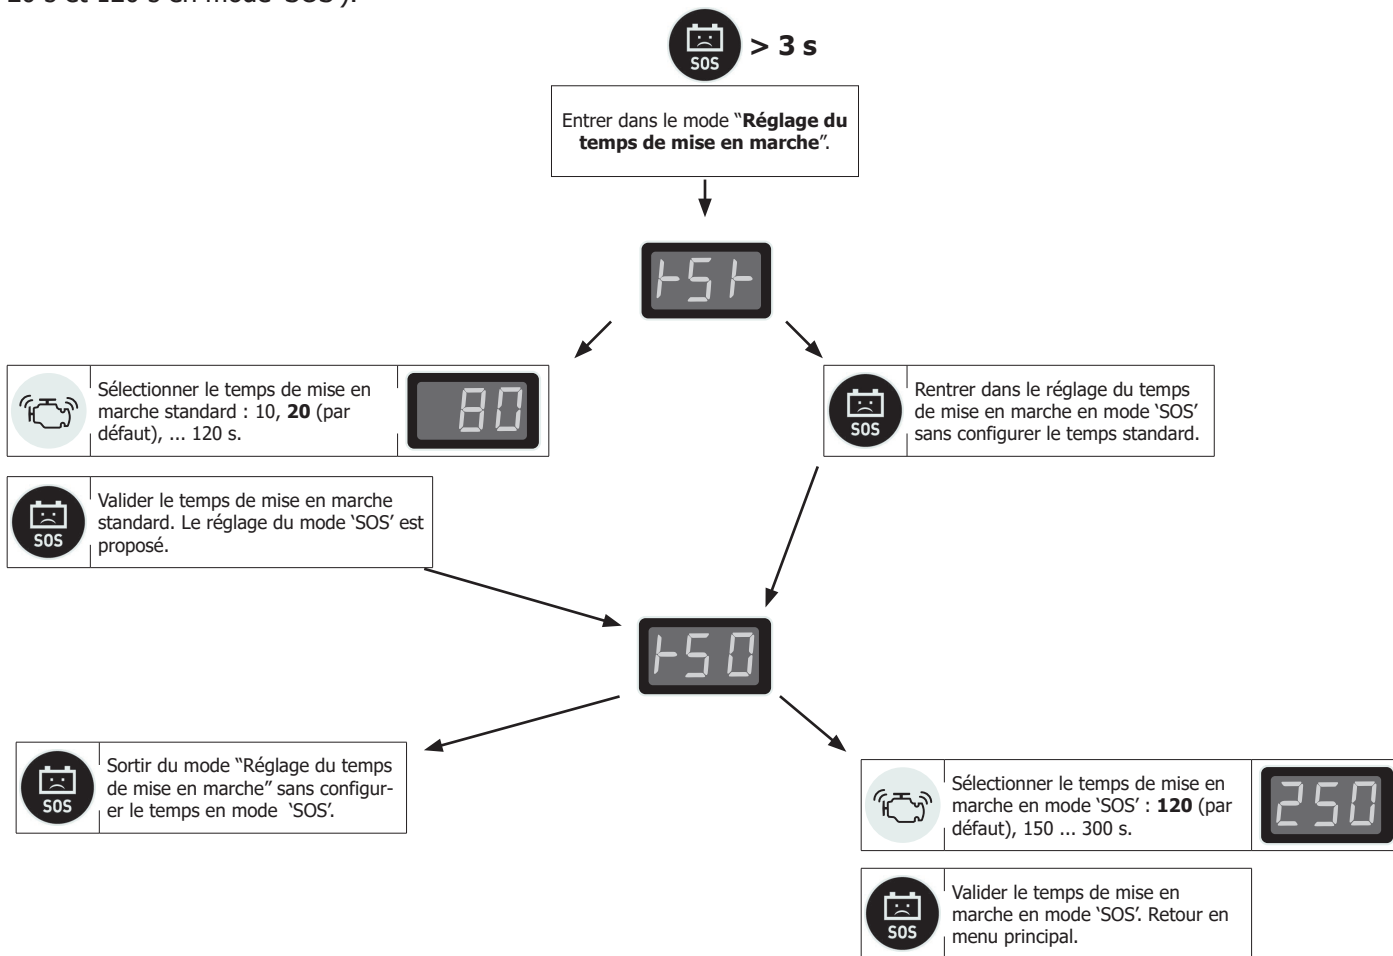 20 s et 120 s en mode ‘SOS’).
SOS
> 3 s
Entrer dans le mode “Réglage du
temps de mise en marche”.
tSt
Sélectionner le temps de mise en
marche standard : 10, 20 (par
défaut), ... 120 s.
80
SOS
Rentrer dans le réglage du temps
de mise en marche en mode ‘SOS’
sans configurer le temps standard.
SOS
Valider le temps de mise en marche
standard. Le réglage du mode ‘SOS’ est
proposé.
tS0
SOS
Sortir du mode “Réglage du temps
de mise en marche” sans configur-
er le temps en mode ‘SOS’.
Sélectionner le temps de mise en
marche en mode ‘SOS’ : 120 (par
défaut), 150 ... 300 s.
250
SOS
Valider le temps de mise en
marche en mode ‘SOS’. Retour en
menu principal.